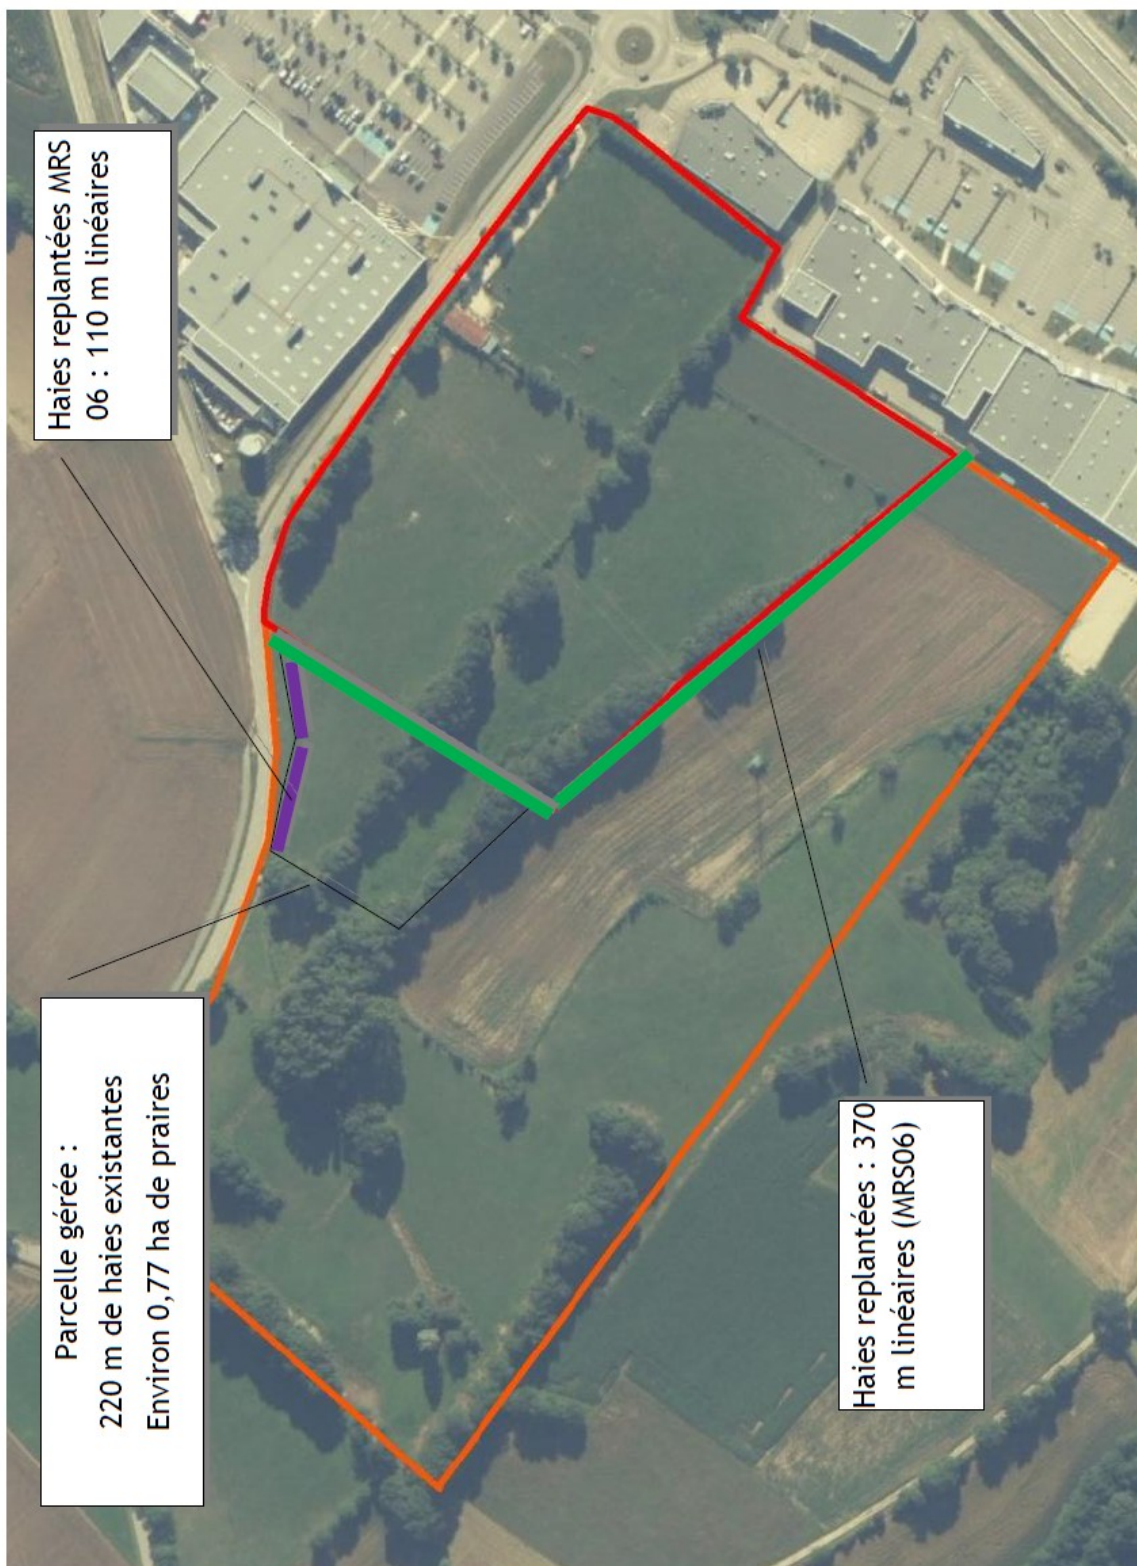 Haies replantées MRS
06 : 110 m linéaires
Parcelle gérée :
220 m de haies existantes
Environ 0,77 ha de praires
Haies replantées : 370
m linéaires (MRS06)